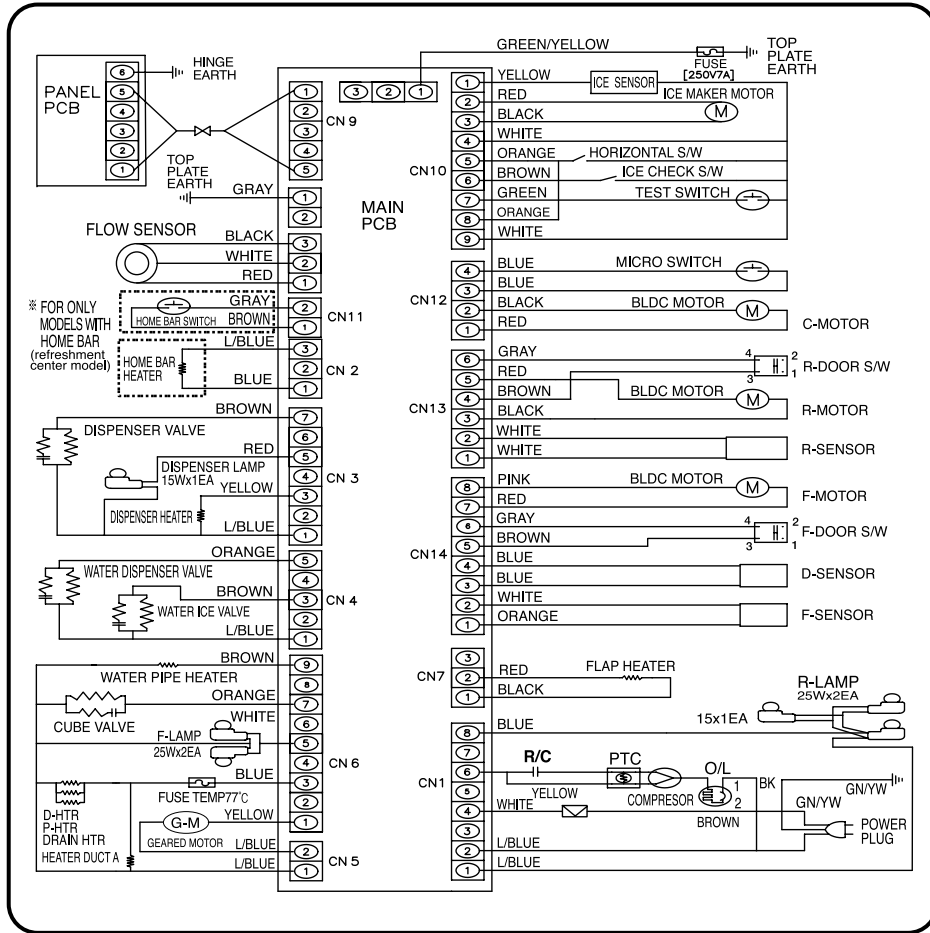 PANEL
PCB
6
5
4
3
2
1
HINGE
EARTH
TOP
PLATE
EARTH
GRAY
FLOW SENSOR
BLACK
WHITE
RED
※ FOR ONLY
MODELS WITH
HOME BAR
(refreshment
center model)
GRAY
HOME BAR SWITCH BROWN
L/BLUE
HOME BAR
HEATER
BLUE
BROWN
DISPENSER VALVE
RED
DISPENSER LAMP
15Wx1EA
YELLOW
DISPENSER HEATER
L/BLUE
ORANGE
WATER DISPENSER VALVE
BROWN
WATER ICE VALVE
L/BLUE
BROWN
WATER PIPE HEATER
ORANGE
CUBE VALVE
WHITE
F-LAMP
25Wx2EA
BLUE
FUSE TEMP77°C
D-HTR
P-HTR
DRAIN HTR
HEATER DUCT A
YELLOW
G-M
GEARED MOTOR
L/BLUE
L/BLUE
1
2
3
4
5
CN 9
1
2
3
2
1
2
1
CN11
3
2
1
CN 2
7
6
5
4
3
2
1
CN 3
5
4
3
2
1
CN 4
9
8
7
6
5
4
3
2
1
CN 6
2
1
CN 5
MAIN
PCB
3 2 1
GREEN/YELLOW
FUSE
[250V7A]
TOP
PLATE
EARTH
CN10
1 YELLOW ICE SENSOR
2 RED ICE MAKER MOTOR
3 BLACK M
4 WHITE
5 ORANGE HORIZONTAL S/W
6 BROWN ICE CHECK S/W
7 GREEN TEST SWITCH
8 ORANGE
9 WHITE
CN12
4 BLUE MICRO SWITCH
3 BLUE
2 BLACK BLDC MOTOR M
1 RED C-MOTOR
CN13
6 GRAY 4 2
5 RED 3 1 R-DOOR S/W
4 BROWN BLDC MOTOR M
3 BLACK R-MOTOR
2 WHITE
1 WHITE R-SENSOR
CN14
8 PINK BLDC MOTOR M
7 RED F-MOTOR
6 GRAY 4 2
5 BROWN 3 1 F-DOOR S/W
4 BLUE
3 BLUE D-SENSOR
2 WHITE
1 ORANGE F-SENSOR
CN7
3
2 RED FLAP HEATER
1 BLACK
R-LAMP
25Wx2EA
15x1EA
CN1
8 BLUE
7
6 R/C PTC O/L
5 YELLOW COMPRESOR 1 2 BK
4 WHITE BROWN
3
2 L/BLUE
1 L/BLUE
GN/YW
GN/YW
POWER
PLUG